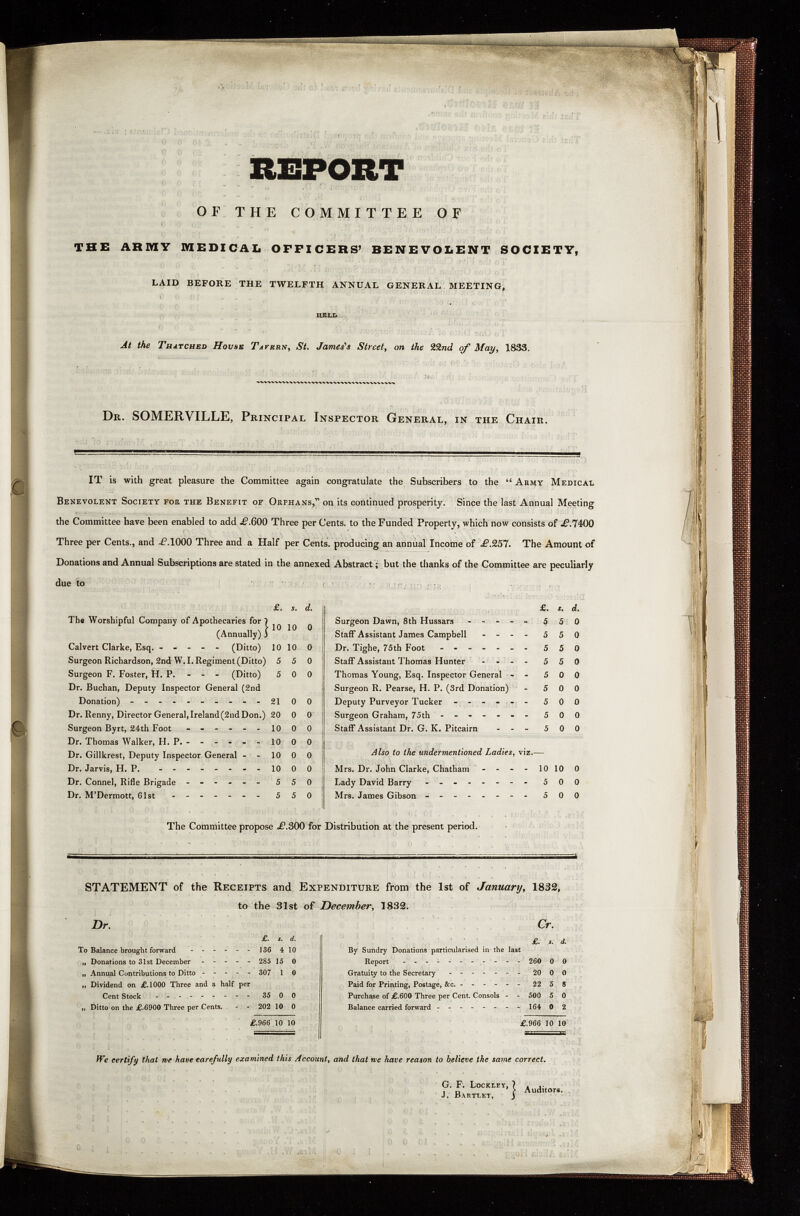 REPORT
OF THE COMMITTEE OF
THE ARMY MEDICAL OFFICERS' BENEVOLENT SOCIETY,
LAID BEFORE THE TWELFTH ANNUAL GENERAL MEETING,
HELD
At the THATCHED HOUSE TAVERN, St. James's Street, on the 22nd of May, 1833.
DR. SOMERVILLE, PRINCIPAL INSPECTOR GENERAL, IN THE CHAIR.
IT is with great pleasure the Committee again congratulate the Subscribers to the “ARMY MEDICAL
BENEVOLENT SOCIETY FOR THE BENEFIT OF ORPHANS,” on its continued prosperity. Since the last Annual Meeting
the Committee have been enabled to add £.600 Three per Cents. to the Funded Property, which now consists of £.7400
Three per Cents., and £.1000 Three and a Half per Cents. producing an annual Income of £.257. The Amount of
Donations and Annual Subscriptions are stated in the annexed Abstract; but the thanks of the Committee are peculiarly
due to
£. s. d.
The Worshipful Company of Apothecaries for
(Annually) } 10 10 0
Calvert Clarke, Esq. - - - - - (Ditto) 10 10 0
Surgeon Richardson, 2nd W. I. Regiment (Ditto) 5 5 0
Surgeon F. Foster, H. P. - - - (Ditto) 5 0 0
Dr. Buchan, Deputy Inspector General (2nd
Donation) - - - - - - - - - - 21 0 0
Dr. Renny, Director General, Ireland (2nd Don.) 20 0 0
Surgeon Byrt, 24th Foot - - - - - - 10 0 0
Dr. Thomas Walker, H. P. - - - - - - 10 0 0
Dr. Gillkrest, Deputy Inspector General - - 10 0 0
Dr. Jarvis, H. P. - - - - - - - - 10 0 0
Dr. Connel, Rifle Brigade - - - - - - 5 5 0
Dr. M'Dermott, 61st - - - - - - - 5 5 0
£. s. d.
Surgeon Dawn, 8th Hussars - - - - - 5 5 0
Staff Assistant James Campbell - - - - 5 5 0
Dr. Tighe, 75th Foot - - - - - - - 5 5 0
Staff Assistant Thomas Hunter - - - - 5 5 0
Thomas Young, Esq. Inspector General - - 5 0 0
Surgeon R. Pearse, H. P. (3rd Donation) - 5 0 0
Deputy Purveyor Tucker - - - - - - 5 0 0
Surgeon Graham, 75th - - - - - - - 5 0 0
Staff Assistant Dr. G. K. Pitcairn - - - 5 0 0
Also to the undermentioned Ladies, viz.—
Mrs. Dr. John Clarke, Chatham - - - - 10 10 0
Lady David Barry - - - - - - - - 5 0 0
Mrs. James Gibson - - - - - - - - 5 0 0
The Committee propose £.300 for Distribution at the present period.
STATEMENT of the RECEIPTS and EXPENDITURE from the 1st of January, 1832,
to the 31st of December, 1832.
Dr.
£. s. d.
To Balance brought forward - - - - - - 136 4 10
„ Donations to 31st December - - - - - 285 15 0
„ Annual Contributions to Ditto - - - - - 307 1 0
„ Dividend on £.1000 Three and a half per
Cent Stock - - - - - - - - - 35 0 0
„ Ditto on the £.6900 Three per Cents. - - 202 10 0
£.966 10 10
Cr.
£. s. d.
By Sundry Donations particularised in the last
Report - - - - - - - - - - - 260 0 0
Gratuity to the Secretary - - - - - - - 20 0 0
Paid for Printing, Postage, &c. - - - - - - 22 5 8
Purchase of £.600 Three per Cent. Consols - - 500 5 0
Balance carried forward - - - - - - - - 164 0 2
£.966 10 10
We certify that we have carefully examined this Account, and that we have reason to believe the same correct.
G. F. LOCKLEY,
J. BARTLET, } Auditors.